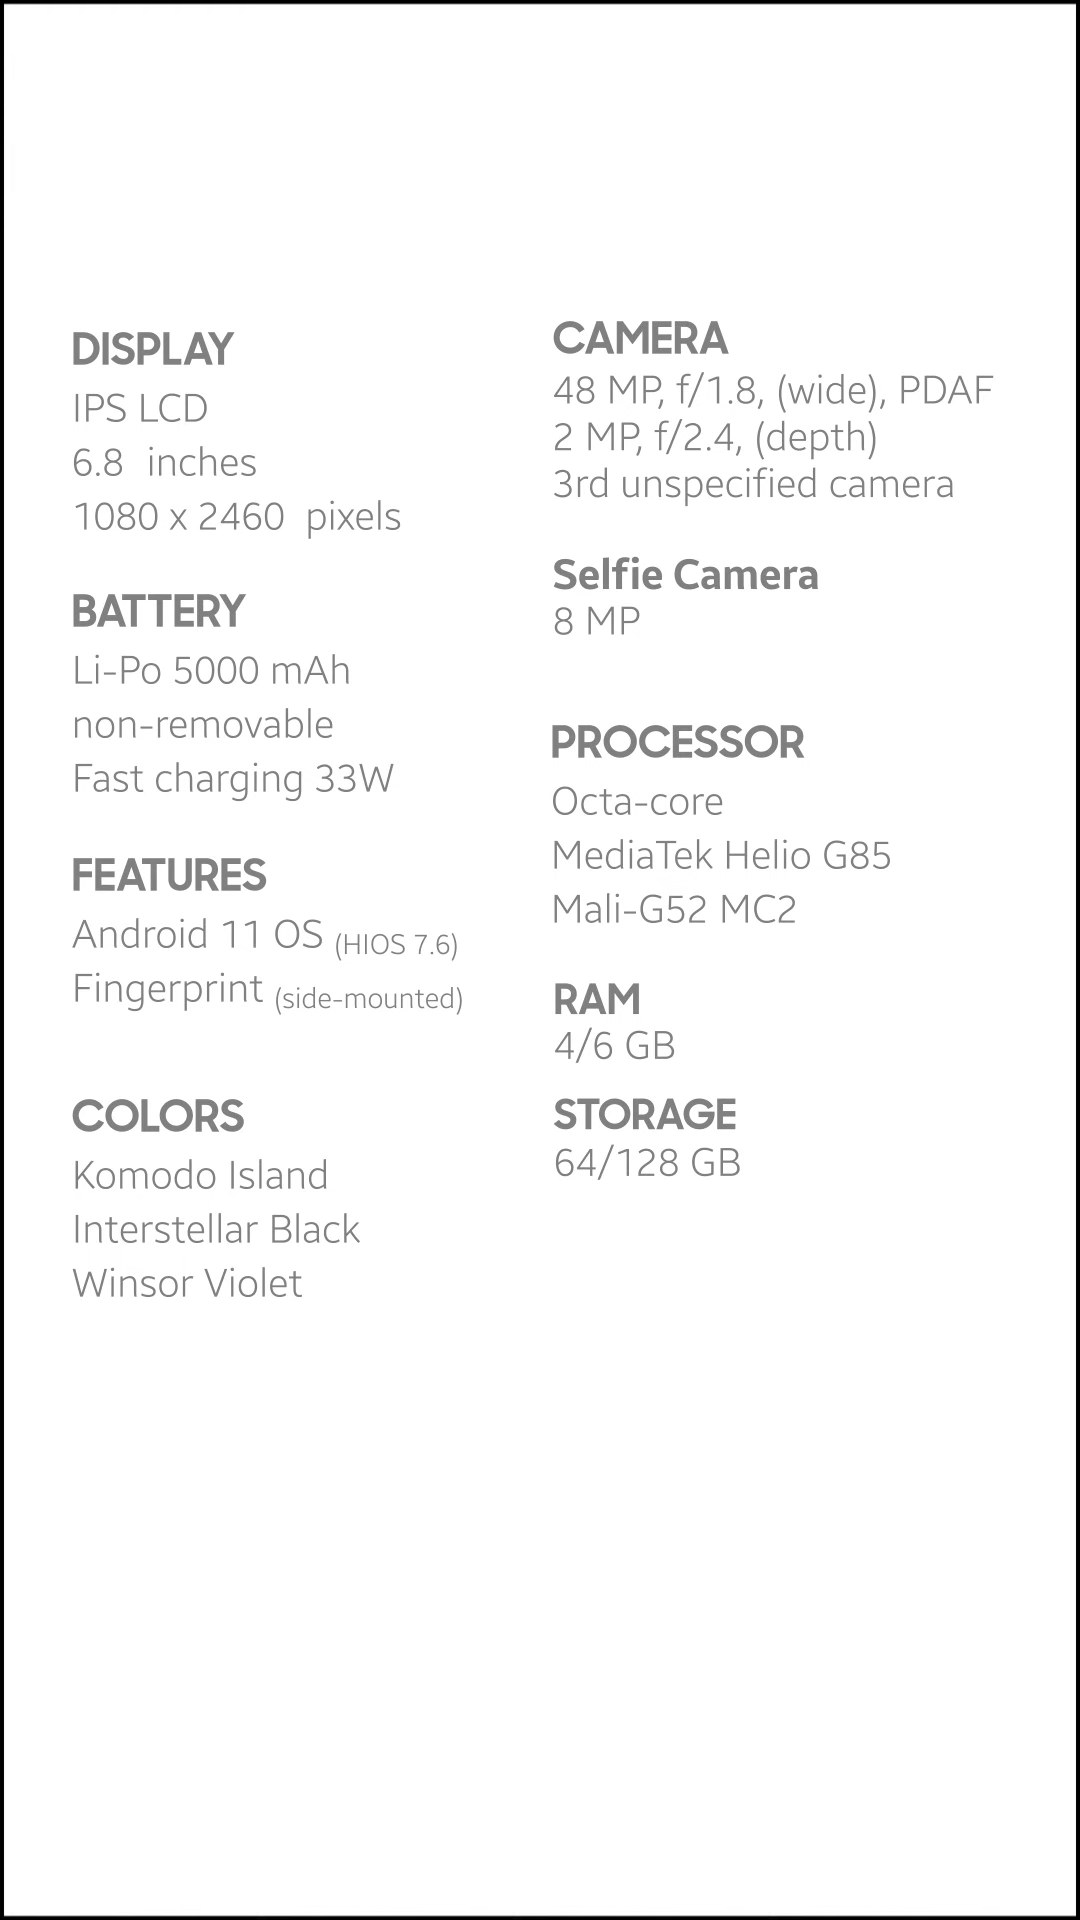 DISPLAY
IPS LCD
6.8 inches
1080 x 2460 pixels
BATTERY
Li-Po 5000 mAh
non-removable
Fast charging 33W
FEATURES
Android 11 OS (HIOS 7.6)
Fingerprint (side-mounted)
COLORS
Komodo Island
Interstellar Black
Winsor Violet
CAMERA
48 MP, f/1.8, (wide), PDAF
2 MP, f/2.4, (depth)
3rd unspecified camera
Selfie Camera
8 MP
PROCESSOR
Octa-core
MediaTek Helio G85
Mali-G52 MC2
RAM
4/6 GB
STORAGE
64/128 GB